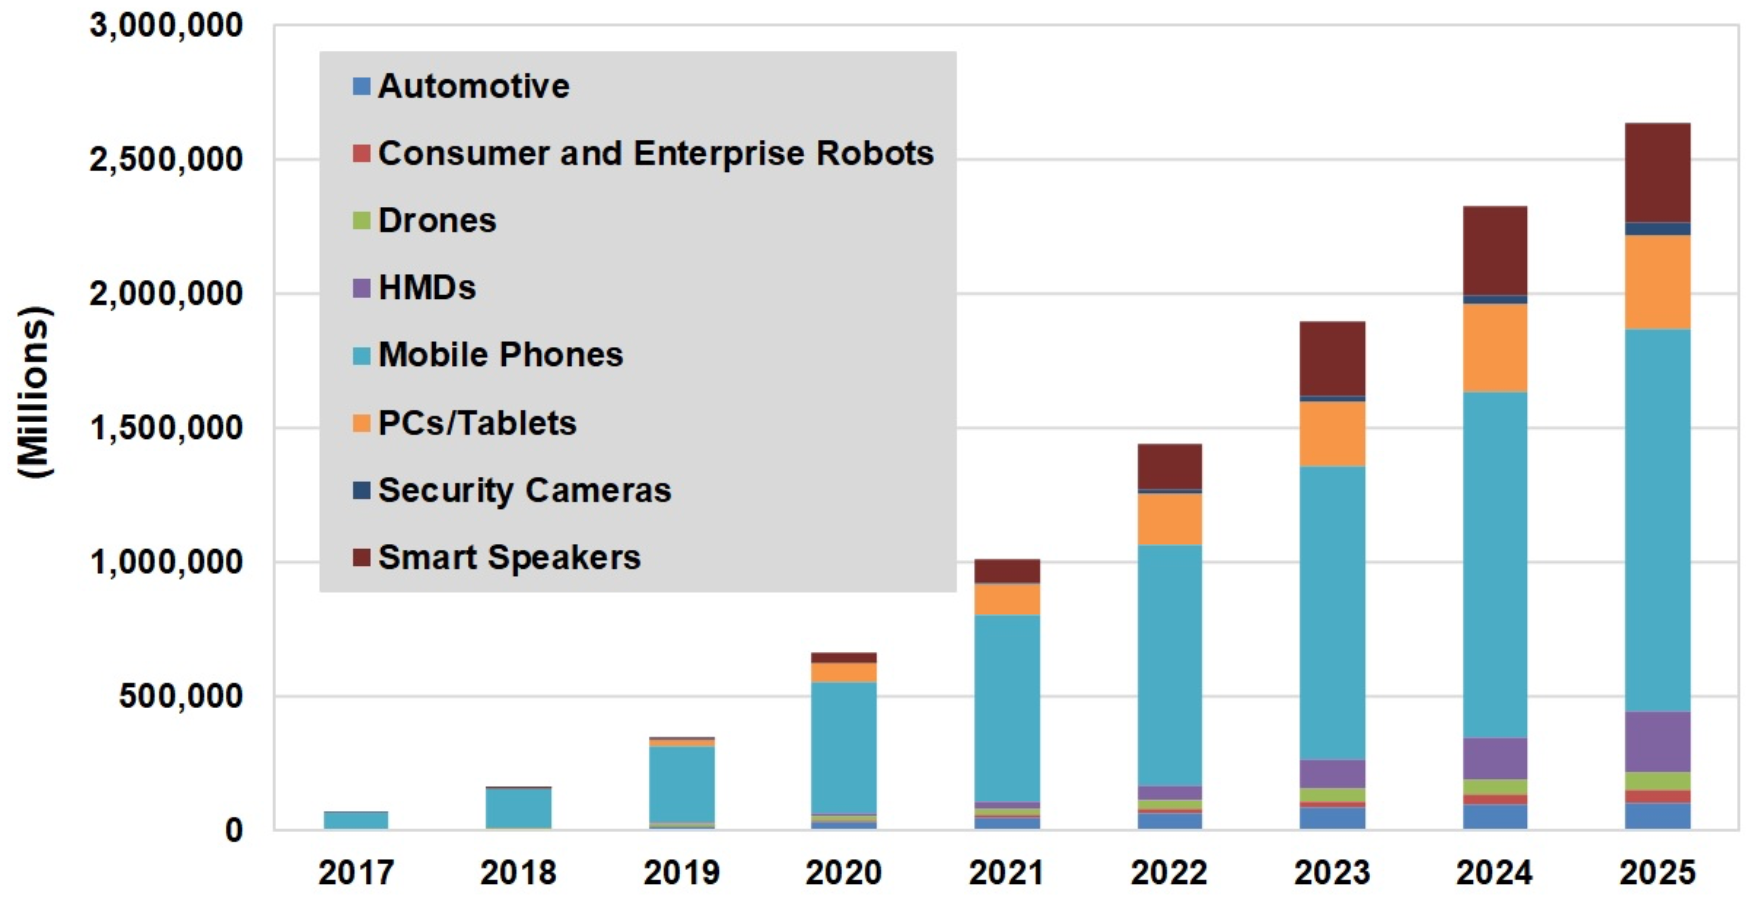 3,000,000
2,500,000
2,000,000
1,500,000
1,000,000
500,000
0
(Millions)
Automotive
Consumer and Enterprise Robots
Drones
HMDs
Mobile Phones
PCs/Tablets
Security Cameras
Smart Speakers
2017 2018 2019 2020 2021 2022 2023 2024 2025